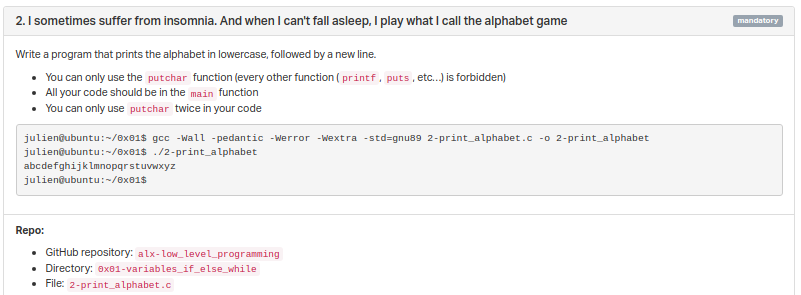 2. I sometimes suffer from insomnia. And when I can't fall asleep, I play what I call the alphabet game
mandatory
Write a program that prints the alphabet in lowercase, followed by a new line.
• You can only use the putchar function (every other function ( printf , puts , etc...) is forbidden)
• All your code should be in the main function
• You can only use putchar twice in your code
julien@ubuntu:~/0x01$ gcc -Wall -pedantic -Werror -Wextra -std=gnu89 2-print_alphabet.c -o 2-print_alphabet
julien@ubuntu:~/0x01$ ./2-print_alphabet
abcdefghijklmnopqrstuvwxyz
julien@ubuntu:~/0x01$
Repo:
• GitHub repository: alx-low_level_programming
• Directory: 0x01-variables_if_else_while
• File: 2-print_alphabet.c